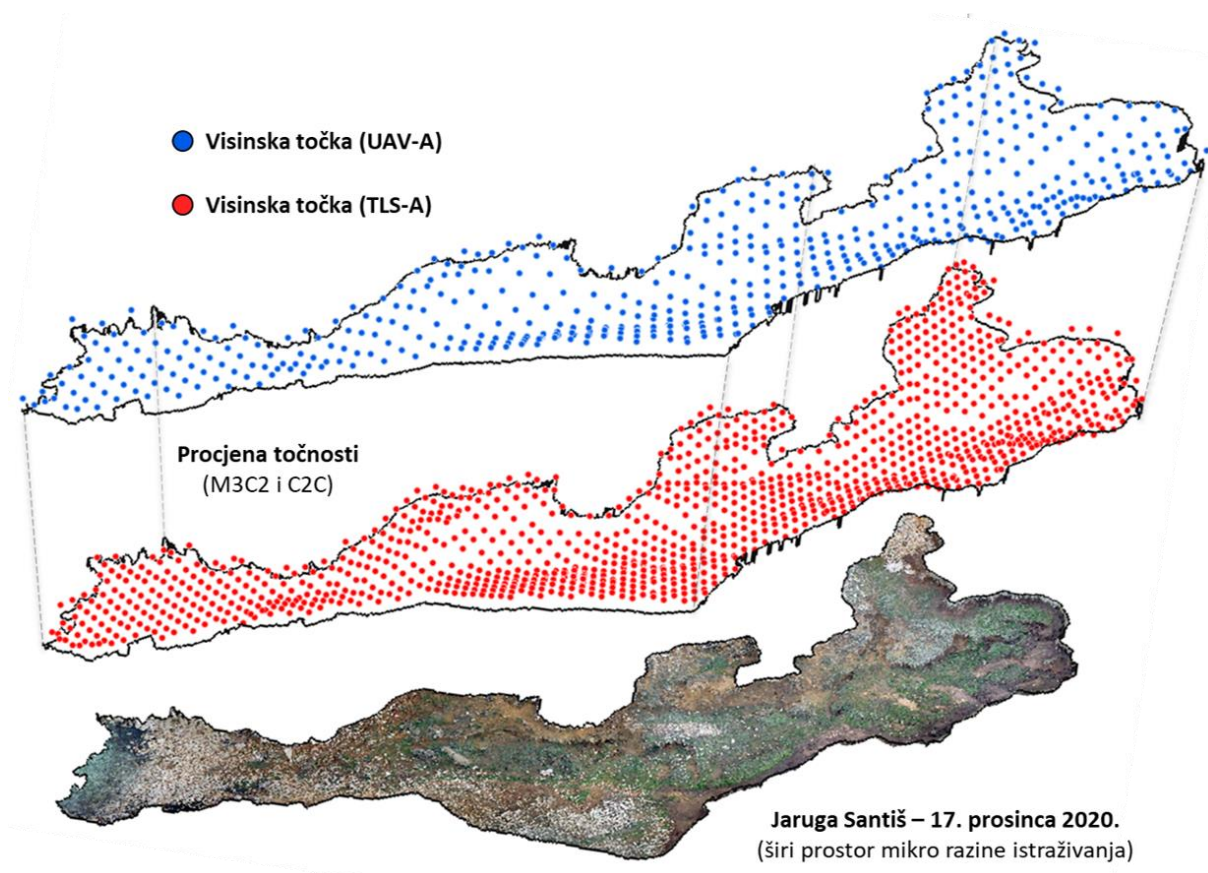 Visinska točka (UAV-A)
Visinska točka (TLS-A)
Procjena točnosti
(M3C2 i C2C)
Jaruga Santiš – 17. prosinca 2020.
(širi prostor mikro razine istraživanja)